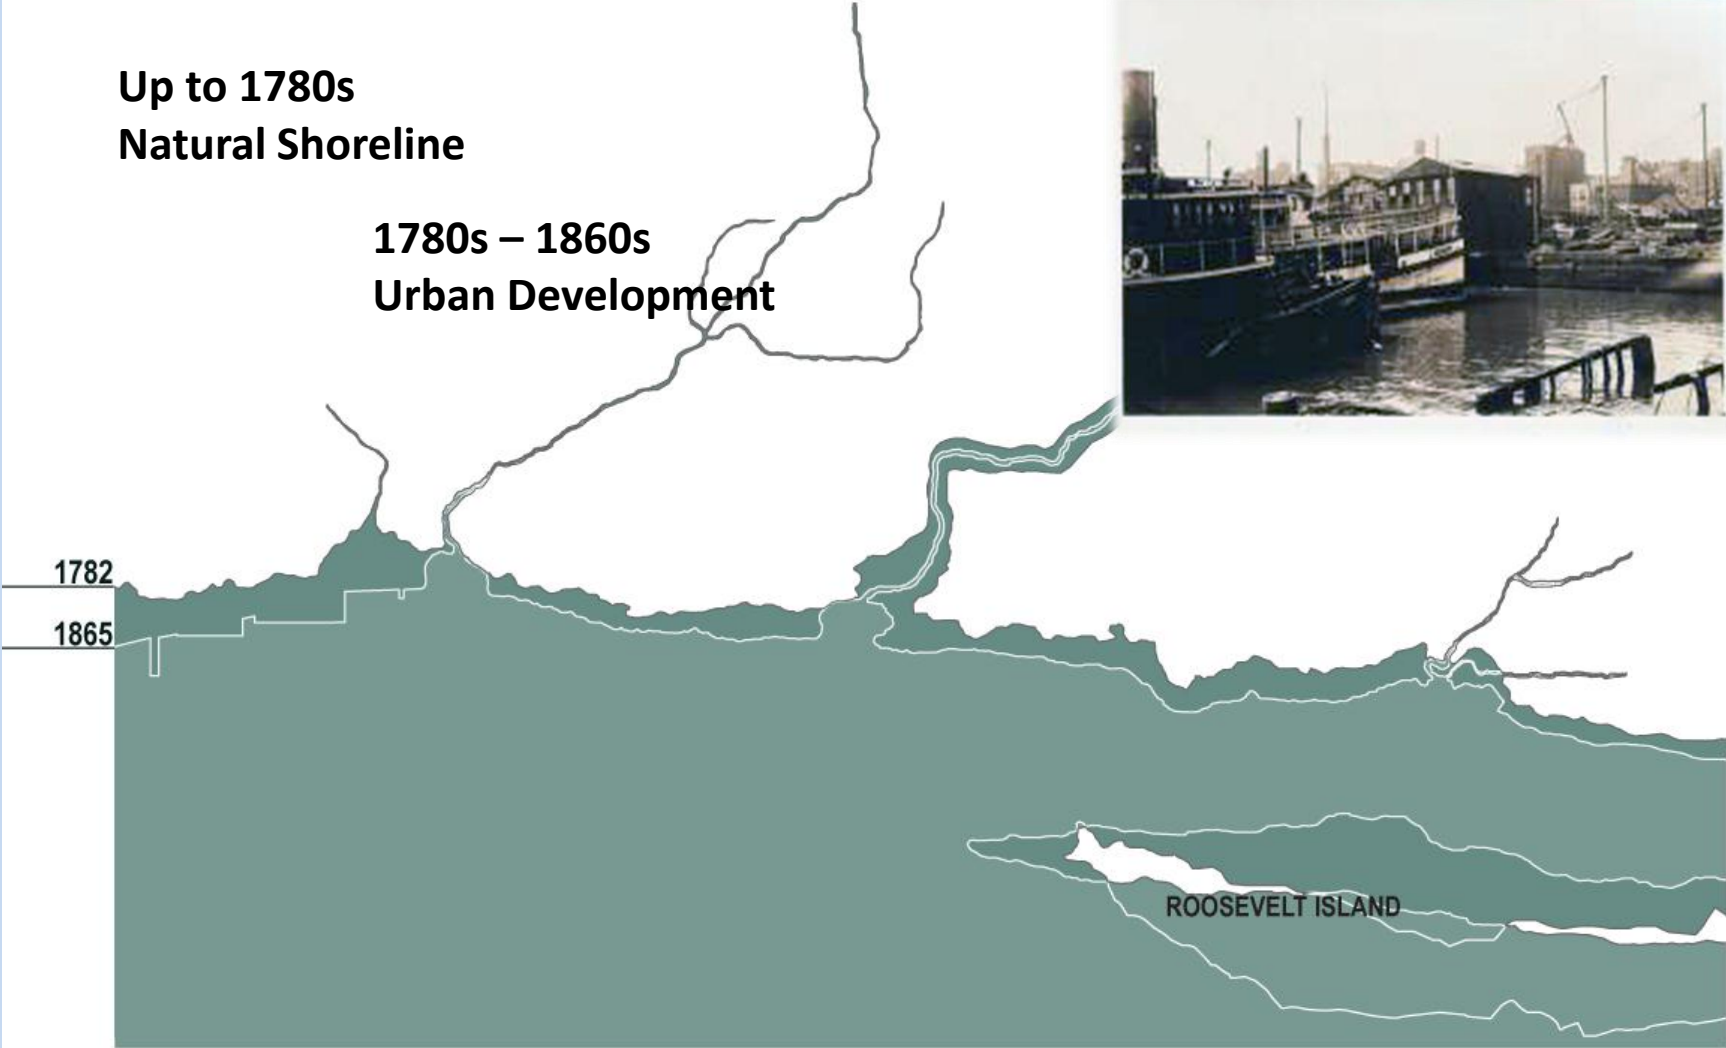 Up to 1780s
Natural Shoreline
1780s – 1860s
Urban Development
1782
1865
ROOSEVELT ISLAND